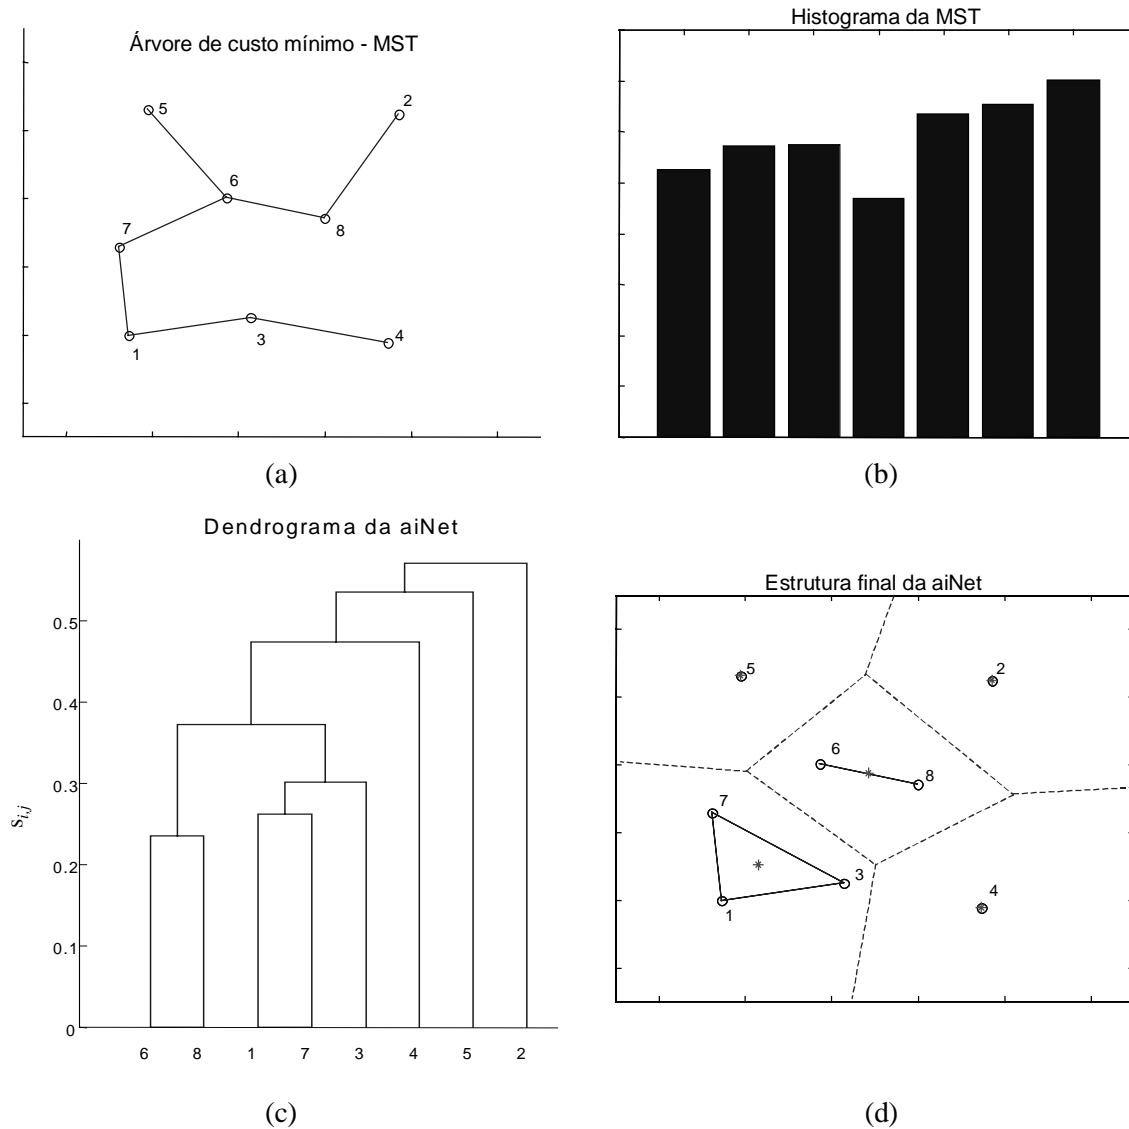 Árvore de custo mínimo - MST
5
2
6
7
8
1
3
4
(a)
Histograma da MST
(b)
Dendrograma da aiNet
0.5
0.4
0.3
0.2
0.1
0
s i,j
6 8 1 7 3 4 5 2
(c)
Estrutura final da aiNet
5
2
6
8
7
3
4
1
(d)